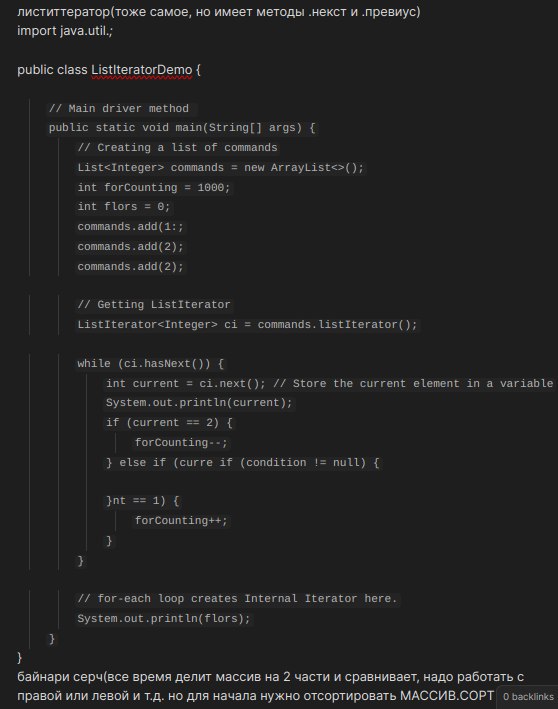 листиттератор(тоже самое, но имеет методы .некст и .превиус)
import java.util.;
public class ListIteratorDemo {
// Main driver method
public static void main(String[] args) {
// Creating a list of commands
List<Integer> commands = new ArrayList<>();
int forCounting = 1000;
int flors = 0;
commands.add(1:;
commands.add(2);
commands.add(2);
// Getting ListIterator
ListIterator<Integer> ci = commands.listIterator();
while (ci.hasNext()) {
int current = ci.next(); // Store the current element in a variable
System.out.println(current);
if (current == 2) {
forCounting--;
} else if (curre if (condition != null) {
}nt == 1) {
forCounting++;
}
}
// for-each loop creates Internal Iterator here.
System.out.println(flors);
}
}
байнари серч(все время делит массив на 2 части и сравнивает, надо работать с
правой или левой и т.д. но для начала нужно отсортировать МАССИВ.СОРТ
0 backlinks